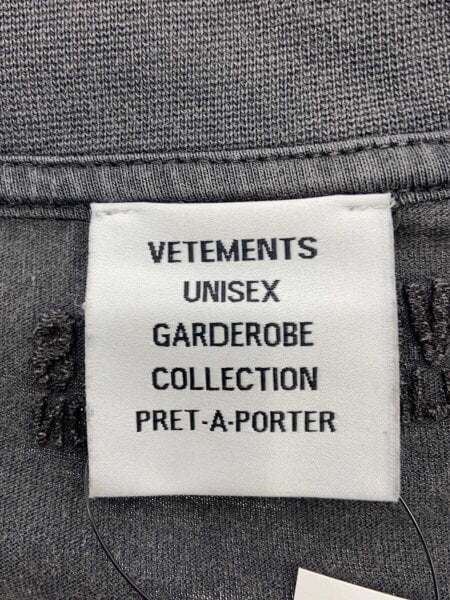 VETEMENTS
UNISEX
GARDEROBE
COLLECTION
PRET-A-PORTER